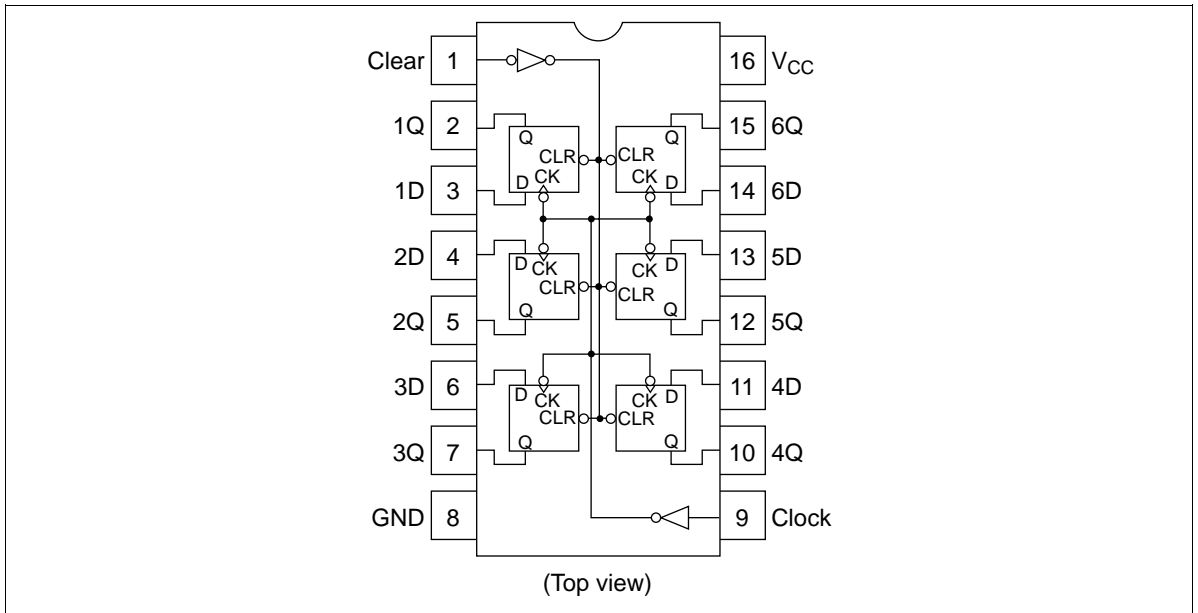 Clear 1 16 VCC
1Q 2 15 6Q
Q Q
CLR CLR
D CK CK D
1D 3 14 6D
2D 4 13 5D
D CK CK D
CLR CLR
Q Q
2Q 5 12 5Q
3D 6 11 4D
D CK CK D
CLR CLR
Q Q
3Q 7 10 4Q
GND 8 9 Clock
(Top view)